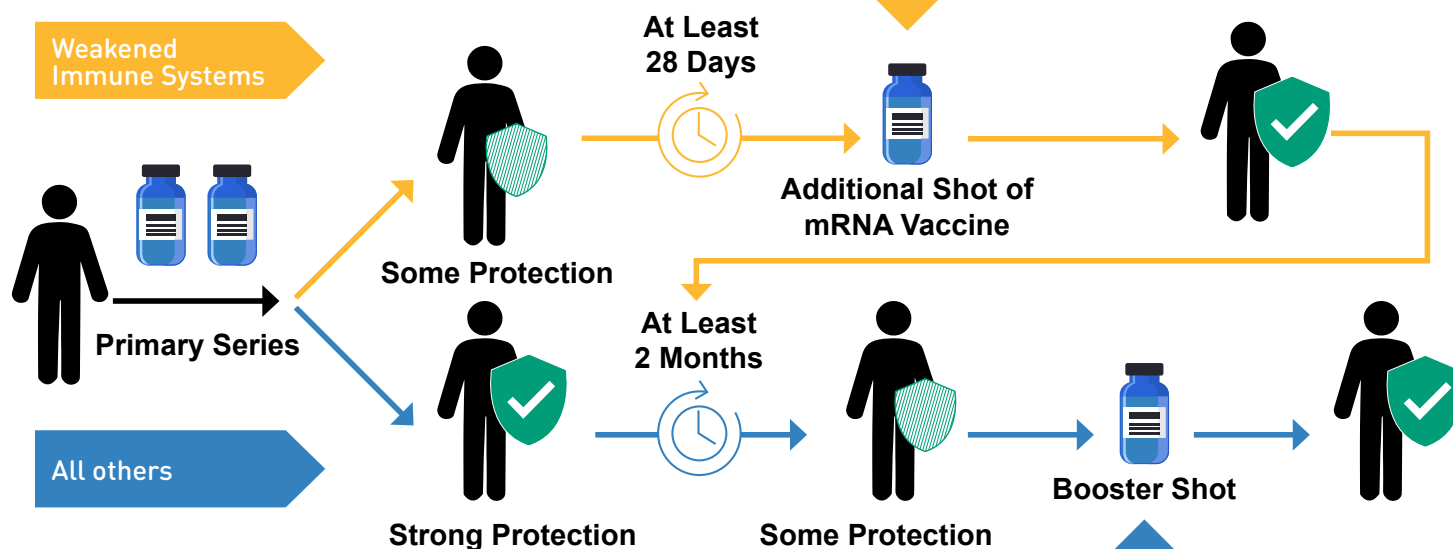 Weakened
Immune Systems
At Least
28 Days
Additional Shot of
mRNA Vaccine
Some Protection
Primary Series
At Least
2 Months
All others
Strong Protection
Some Protection
Booster Shot